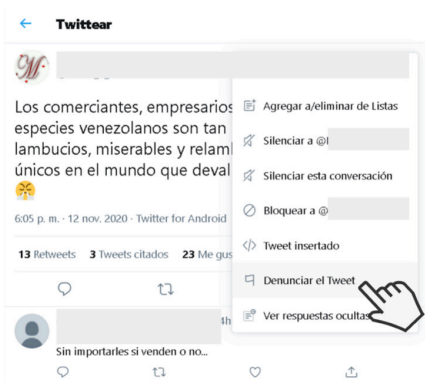 Twittear
Los comerciantes, empresarios
especies venezolanos son tan
lambucios, miserables y relam
únicos en el mundo que deval
6:05 p. m. · 12 nov. 2020 · Twitter for Android
13 Retweets 3 Tweets citados 23 Me gus
Agregar a/eliminar de Listas
Silenciar a @
Silenciar esta conversación
Bloquear a @
Tweet insertado
Denunciar el Tweet
Ver respuestas ocultas
4h
Sin importarles si venden o no...